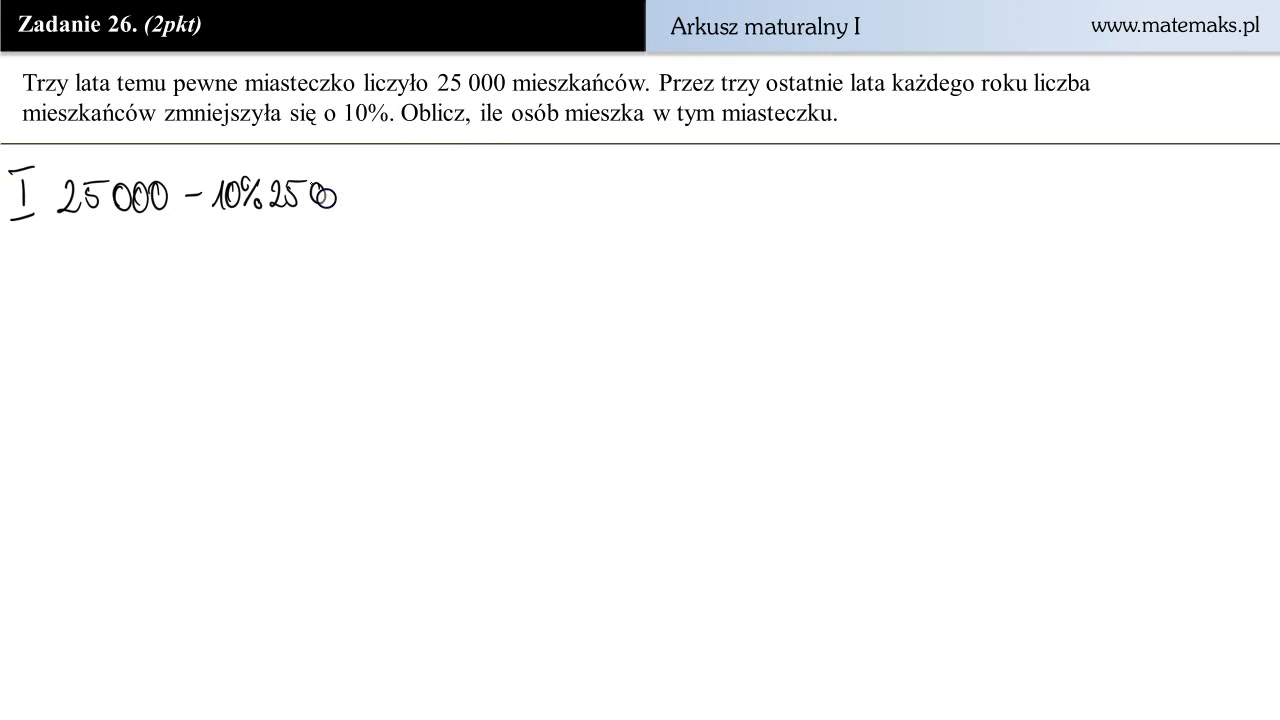 Zadanie 26. (2pkt)
Arkusz maturalny I
www.matemaks.pl
Trzy lata temu pewne miasteczko liczyło 25 000 mieszkańców. Przez trzy ostatnie lata każdego roku liczba
mieszkańców zmniejszyła się o 10%. Oblicz, ile osób mieszka w tym miasteczku.
I 25000 - 10% 2500